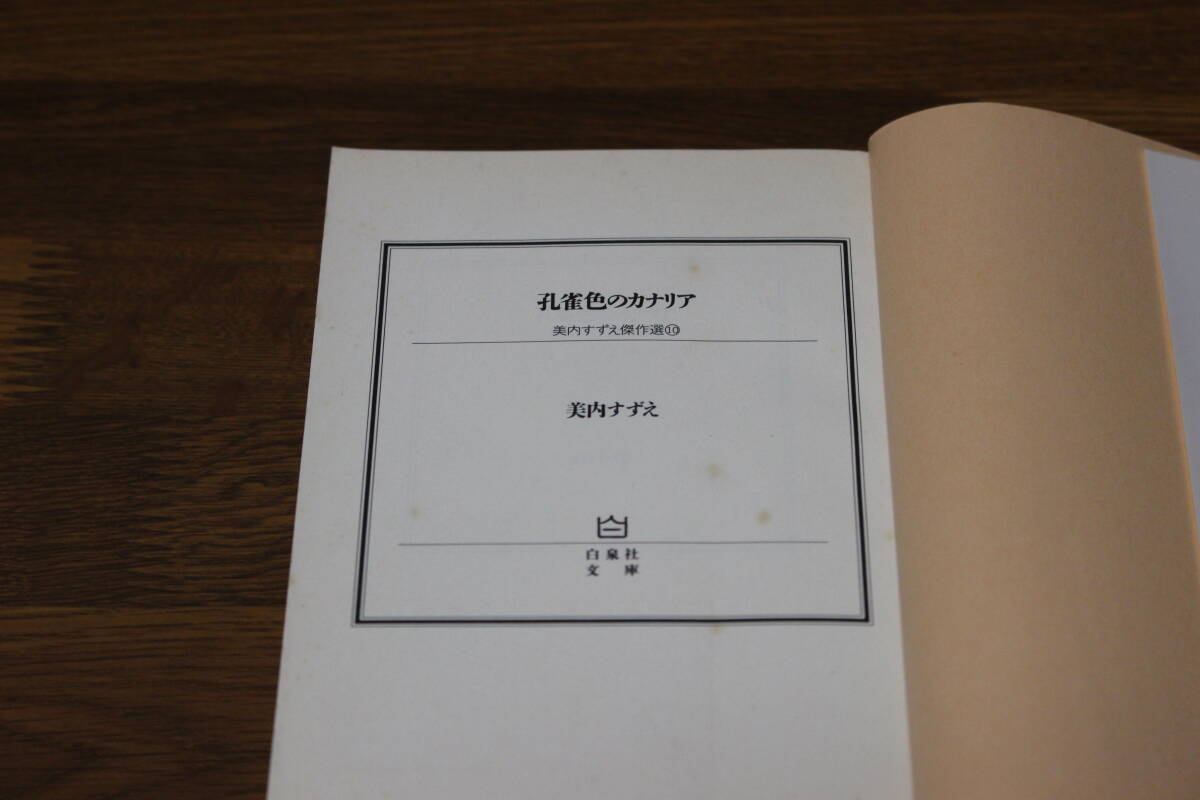 孔雀色のカナリア
美内すずえ傑作選⑩
美内すずえ
白泉社
文庫